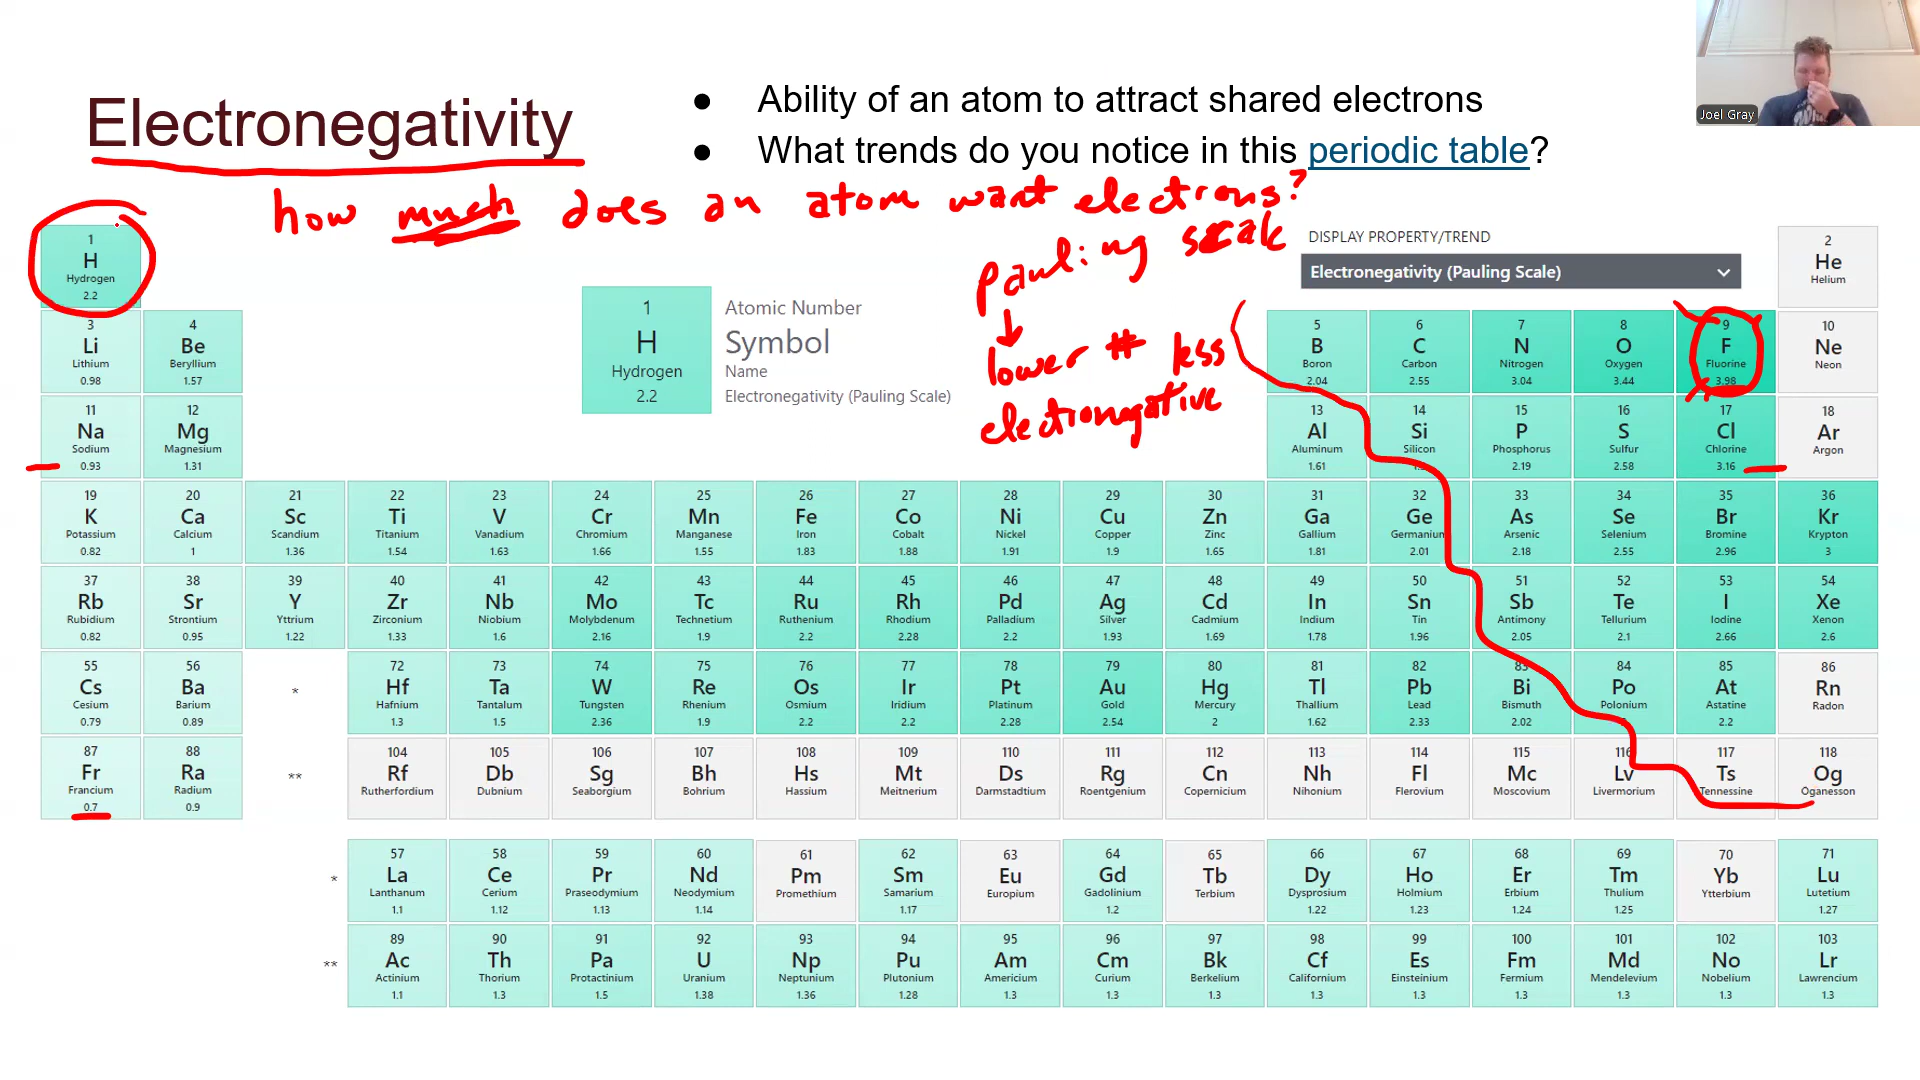 Electronegativity
● Ability of an atom to attract shared electrons
● What trends do you notice in this periodic table?
Joel Gray
how much does an atom want electrons?
pauling scale
lower # less
electronegative
DISPLAY PROPERTY/TREND
Electronegativity (Pauling Scale)
1 H Hydrogen 2.2
Atomic Number
Symbol
Name
Electronegativity (Pauling Scale)
1 2
H He
Hydrogen Helium
2.2
3 4 5 6 7 8 9 10
Li Be B C N O F Ne
Lithium Beryllium Boron Carbon Nitrogen Oxygen Fluorine Neon
0.98 1.57 2.04 2.55 3.04 3.44 3.98
11 12 13 14 15 16 17 18
Na Mg Al Si P S Cl Ar
Sodium Magnesium Aluminum Silicon Phosphorus Sulfur Chlorine Argon
0.93 1.31 1.61 2.19 2.58 3.16
19 20 21 22 23 24 25 26 27 28 29 30 31 32 33 34 35 36
K Ca Sc Ti V Cr Mn Fe Co Ni Cu Zn Ga Ge As Se Br Kr
Potassium Calcium Scandium Titanium Vanadium Chromium Manganese Iron Cobalt Nickel Copper Zinc Gallium Germanium Arsenic Selenium Bromine Krypton
0.82 1 1.36 1.54 1.63 1.66 1.55 1.83 1.88 1.91 1.9 1.65 1.81 2.01 2.18 2.55 2.96 3
37 38 39 40 41 42 43 44 45 46 47 48 49 50 51 52 53 54
Rb Sr Y Zr Nb Mo Tc Ru Rh Pd Ag Cd In Sn Sb Te I Xe
Rubidium Strontium Yttrium Zirconium Niobium Molybdenum Technetium Ruthenium Rhodium Palladium Silver Cadmium Indium Tin Antimony Tellurium Iodine Xenon
0.82 0.95 1.22 1.33 1.6 2.16 1.9 2.2 2.28 2.2 1.93 1.69 1.78 1.96 2.05 2.1 2.66 2.6
55 56 * 72 73 74 75 76 77 78 79 80 81 82 83 84 85 86
Cs Ba Hf Ta W Re Os Ir Pt Au Hg Tl Pb Bi Po At Rn
Cesium Barium Hafnium Tantalum Tungsten Rhenium Osmium Iridium Platinum Gold Mercury Thallium Lead Bismuth Polonium Astatine Radon
0.79 0.89 1.3 1.5 2.36 1.9 2.2 2.2 2.28 2.54 2 1.62 2.33 2.02 2.2
87 88 ** 104 105 106 107 108 109 110 111 112 113 114 115 116 117 118
Fr Ra Rf Db Sg Bh Hs Mt Ds Rg Cn Nh Fl Mc Lv Ts Og
Francium Radium Rutherfordium Dubnium Seaborgium Bohrium Hassium Meitnerium Darmstadtium Roentgenium Copernicium Nihonium Flerovium Moscovium Livermorium Tennessine Oganesson
0.7 0.9
* 57 58 59 60 61 62 63 64 65 66 67 68 69 70 71
La Ce Pr Nd Pm Sm Eu Gd Tb Dy Ho Er Tm Yb Lu
Lanthanum Cerium Praseodymium Neodymium Promethium Samarium Europium Gadolinium Terbium Dysprosium Holmium Erbium Thulium Ytterbium Lutetium
1.1 1.12 1.13 1.14 1.17 1.2 1.22 1.23 1.24 1.25 1.27
** 89 90 91 92 93 94 95 96 97 98 99 100 101 102 103
Ac Th Pa U Np Pu Am Cm Bk Cf Es Fm Md No Lr
Actinium Thorium Protactinium Uranium Neptunium Plutonium Americium Curium Berkelium Californium Einsteinium Fermium Mendelevium Nobelium Lawrencium
1.1 1.3 1.5 1.38 1.36 1.28 1.3 1.3 1.3 1.3 1.3 1.3 1.3 1.3 1.3